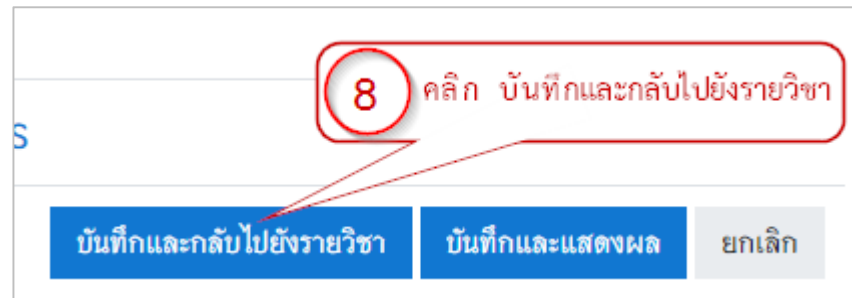 8 คลิก บันทึกและกลับไปยังรายวิชา
s
บันทึกและกลับไปยังรายวิชา บันทึกและแสดงผล ยกเลิก